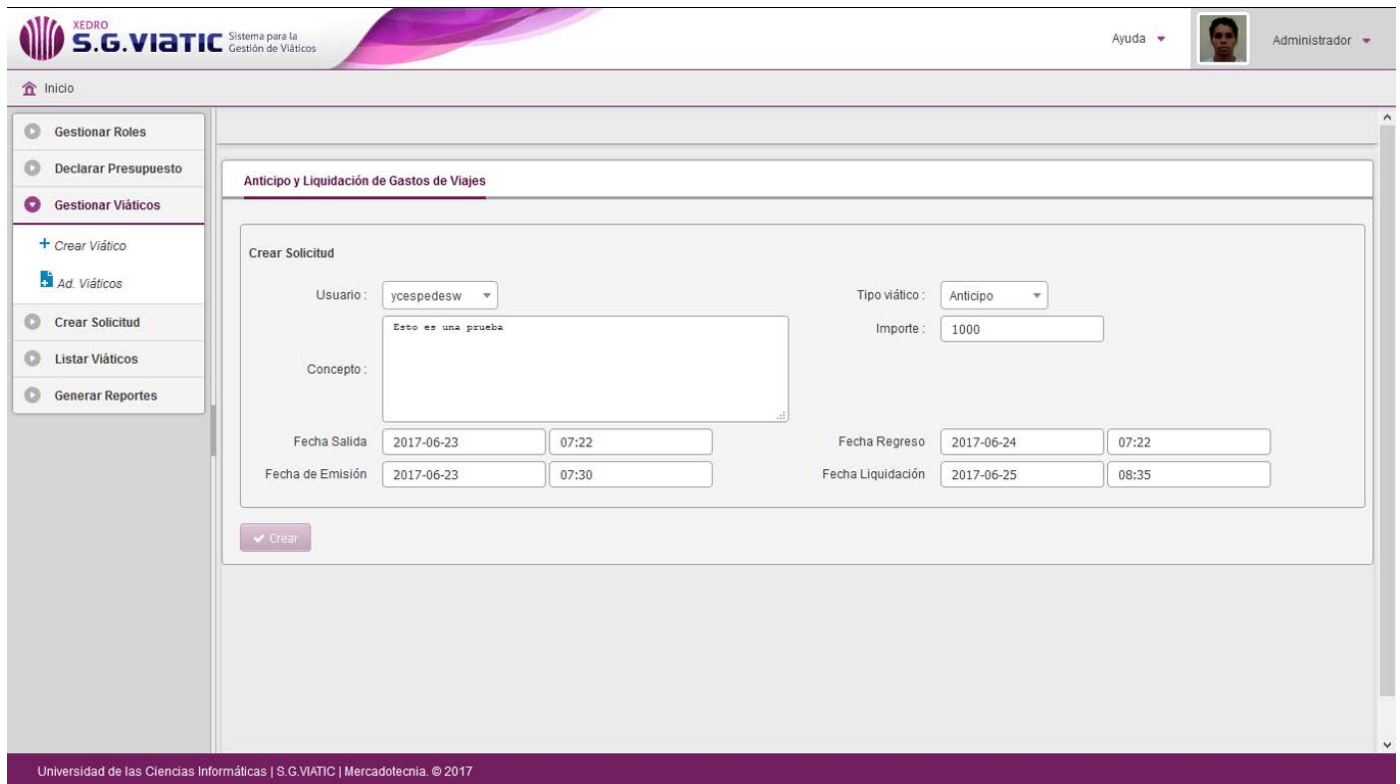 XEDRO
S.G.VIATIC Sistema para la
Gestión de Viáticos
Ayuda
Administrador
Inicio
Gestionar Roles
Declarar Presupuesto
Gestionar Viáticos
Crear Viático
Ad. Viáticos
Crear Solicitud
Listar Viáticos
Generar Reportes
Anticipo y Liquidación de Gastos de Viajes
Crear Solicitud
Usuario : ycespedesw Tipo viático : Anticipo
Concepto : Esto es una prueba Importe : 1000
Fecha Salida 2017-06-23 07:22 Fecha Regreso 2017-06-24 07:22
Fecha de Emisión 2017-06-23 07:30 Fecha Liquidación 2017-06-25 08:35
Crear
Universidad de las Ciencias Informáticas | S.G.VIATIC | Mercadotecnia. © 2017